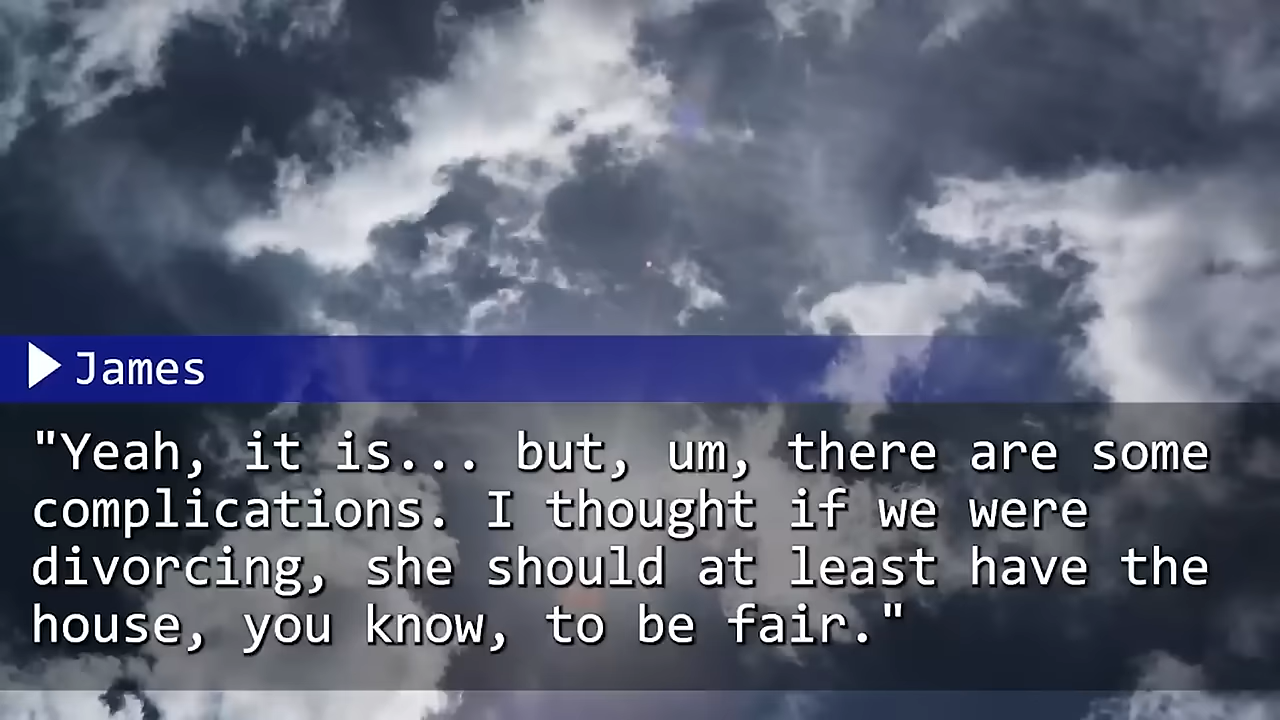 James
"Yeah, it is... but, um, there are some
complications. I thought if we were
divorcing, she should at least have the
house, you know, to be fair."